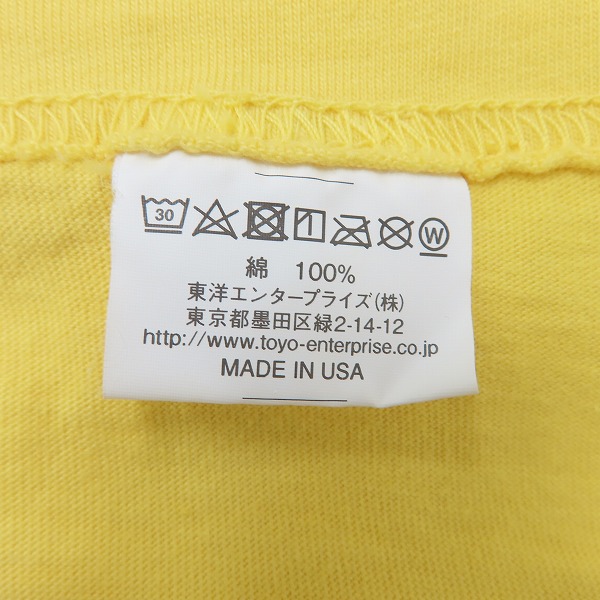 30 W
綿 100%
東洋エンタープライズ(株)
東京都墨田区緑2-14-12
http://www.toyo-enterprise.co.jp
MADE IN USA